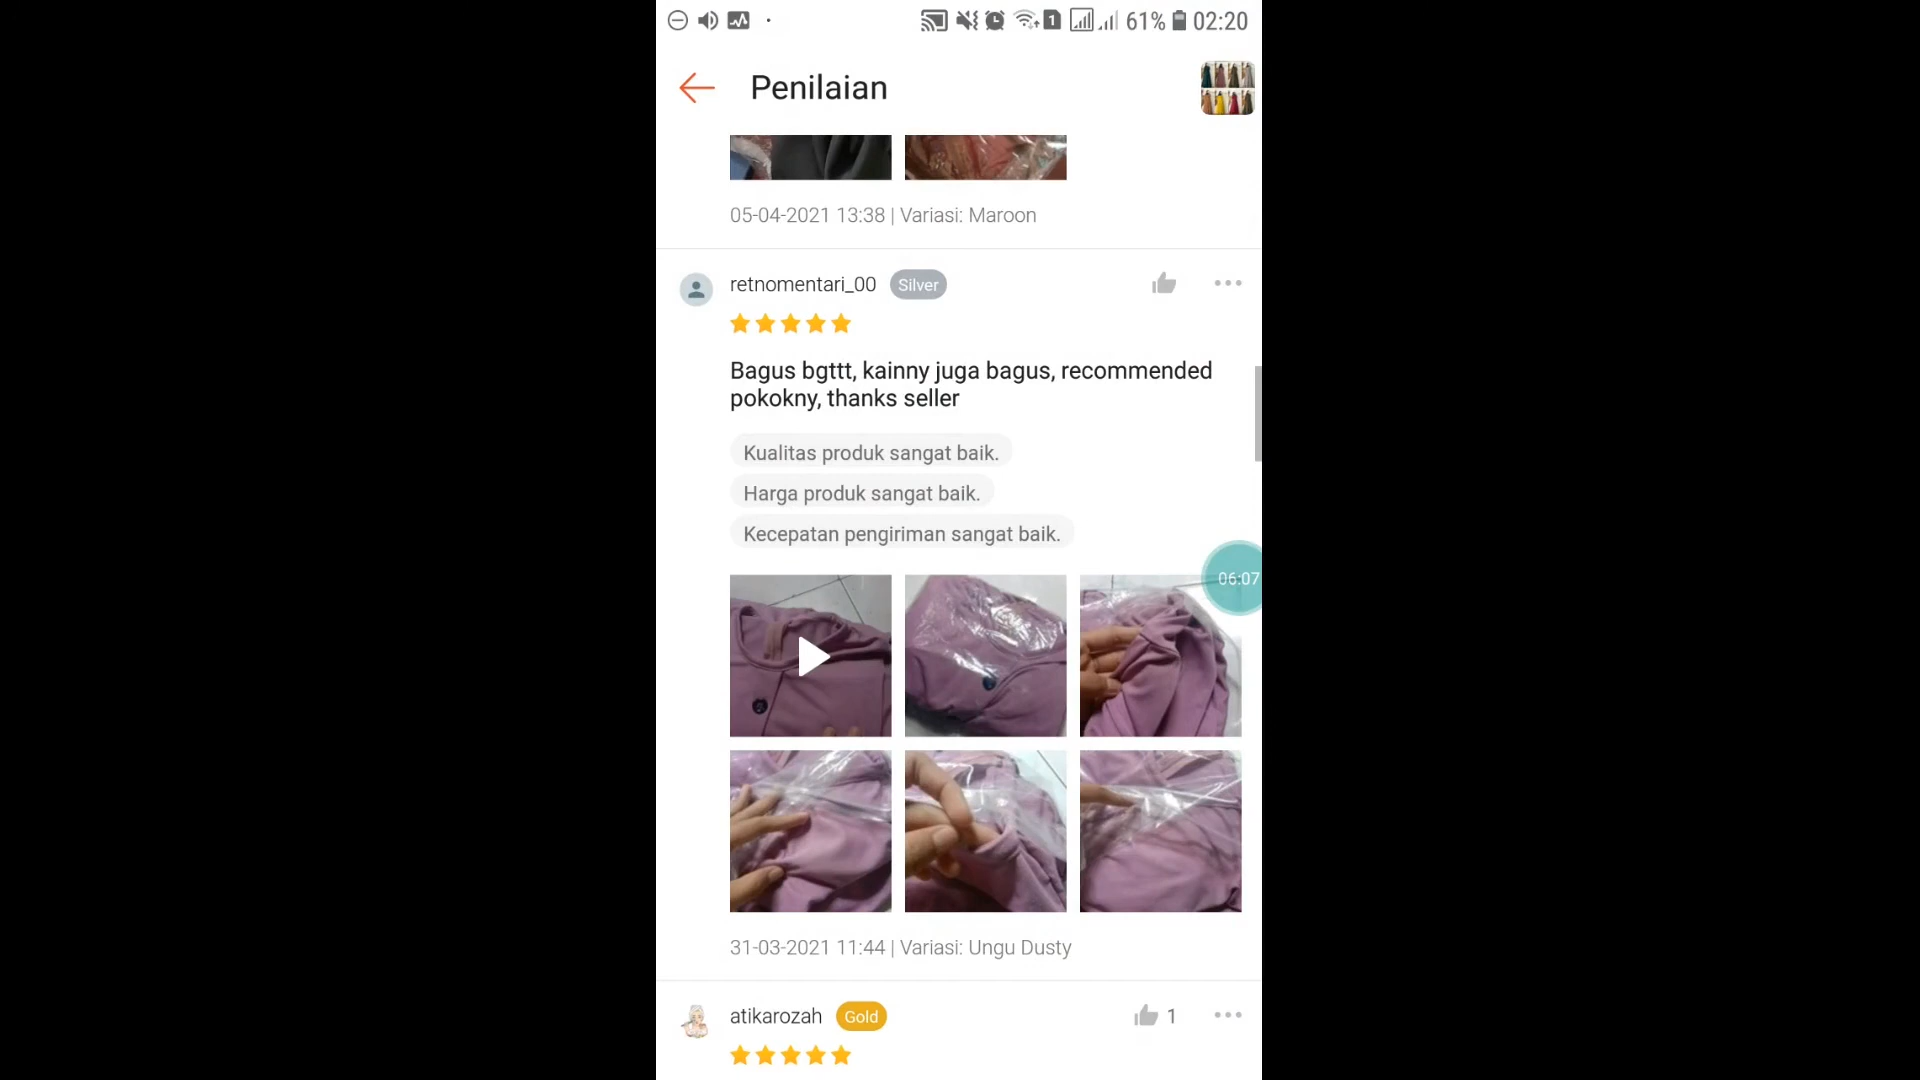 61% 02:20
Penilaian
05-04-2021 13:38 | Variasi: Maroon
retnomentari_00 Silver
Bagus bgttt, kainny juga bagus, recommended
pokokny, thanks seller
Kualitas produk sangat baik.
Harga produk sangat baik.
Kecepatan pengiriman sangat baik.
06:07
31-03-2021 11:44 | Variasi: Ungu Dusty
atikarozah Gold 1